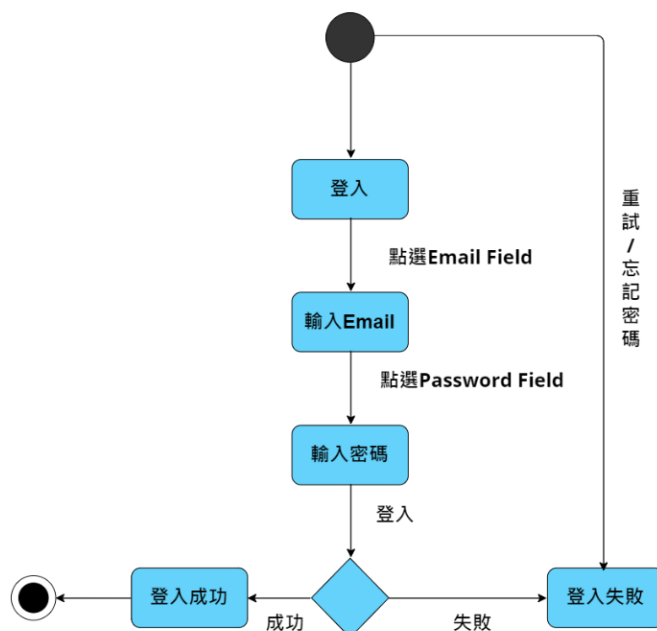 登入
點選Email Field
輸入Email
點選Password Field
輸入密碼
登入
登入成功
成功
失敗
登入失敗
重試/忘記密碼